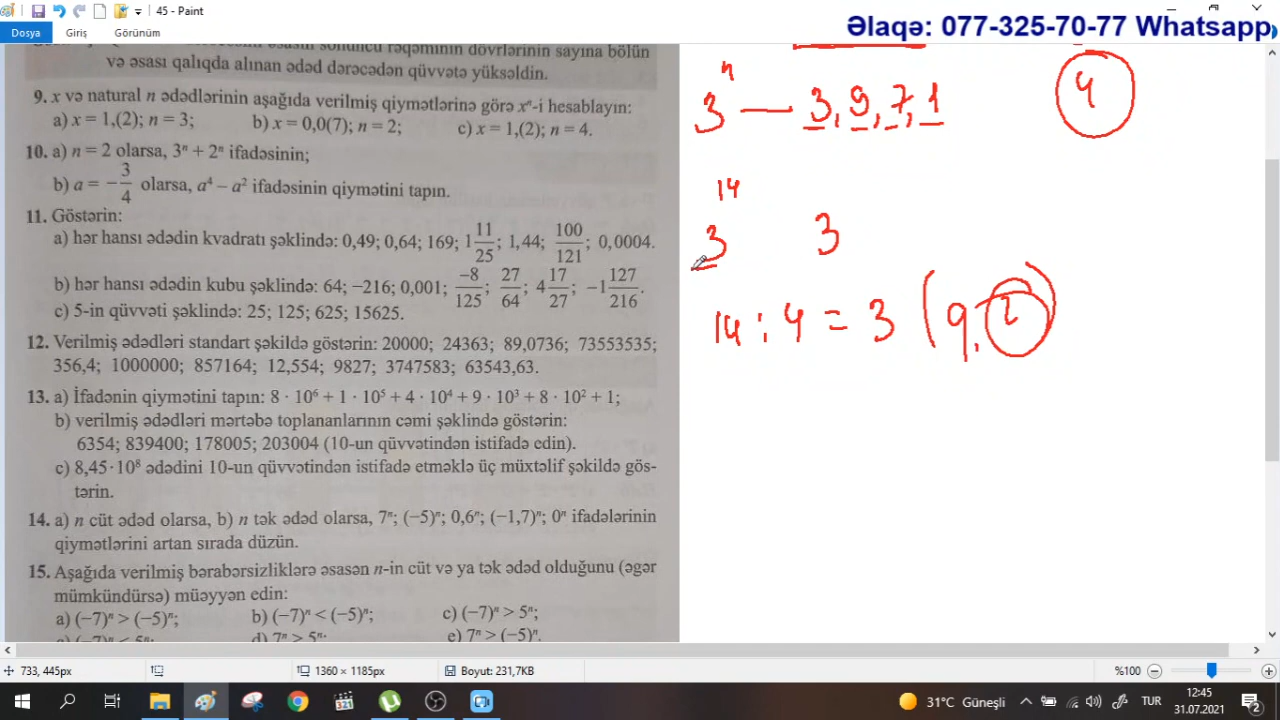 45 - Paint
Əlaqə: 077-325-70-77 Whatsapp
Dosya Giriş Görünüm
sonuncu rəqəminin dövrlərinin sayına bölün
və əsası qalıqda alınan ədəd dərəcədən qüvvətə yüksəldin.
9. x və natural n ədədlərinin aşağıda verilmiş qiymətlərinə görə xⁿ-i hesablayın:
a) x = 1,(2); n = 3; b) x = 0,0(7); n = 2; c) x = 1,(2); n = 4.
10. a) n = 2 olarsa, 3ⁿ + 2ⁿ ifadəsinin;
b) a = −3/4 olarsa, a⁴ − a² ifadəsinin qiymətini tapın.
11. Göstərin:
a) hər hansı ədədin kvadratı şəklində: 0,49; 0,64; 169; 1 11/25; 1,44; 100/121; 0,0004.
b) hər hansı ədədin kubu şəklində: 64; −216; 0,001; −8/125; 27/64; 4 17/27; −1 127/216.
c) 5-in qüvvəti şəklində: 25; 125; 625; 15625.
12. Verilmiş ədədləri standart şəkildə göstərin: 20000; 24363; 89,0736; 73553535;
356,4; 1000000; 857164; 12,554; 9827; 3747583; 63543,63.
13. a) İfadənin qiymətini tapın: 8 · 10⁶ + 1 · 10⁵ + 4 · 10⁴ + 9 · 10³ + 8 · 10² + 1;
b) verilmiş ədədləri mərtəbə toplananlarının cəmi şəklində göstərin:
6354; 839400; 178005; 203004 (10-un qüvvətindən istifadə edin).
c) 8,45·10⁸ ədədini 10-un qüvvətindən istifadə etməklə üç müxtəlif şəkildə gös-
tərin.
14. a) n cüt ədəd olarsa, b) n tək ədəd olarsa, 7ⁿ; (−5)ⁿ; 0,6ⁿ; (−1,7)ⁿ; 0ⁿ ifadələrinin
qiymətlərini artan sırada düzün.
15. Aşağıda verilmiş bərabərsizliklərə əsasən n-in cüt və ya tək ədəd olduğunu (əgər
mümkündürsə) müəyyən edin:
a) (−7)ⁿ > (−5)ⁿ; b) (−7)ⁿ < (−5)ⁿ; c) (−7)ⁿ > 5ⁿ;
d) 7ⁿ > 5ⁿ. e) 7ⁿ > (−5)ⁿ.
3ⁿ — 3, 9, 7, 1
4
3¹⁴ 3
14 : 4 = 3 (q. 2)
733, 445px 1360 × 1185px Boyut: 231,7KB %100
31°C Güneşli TUR 12:45
31.07.2021 2